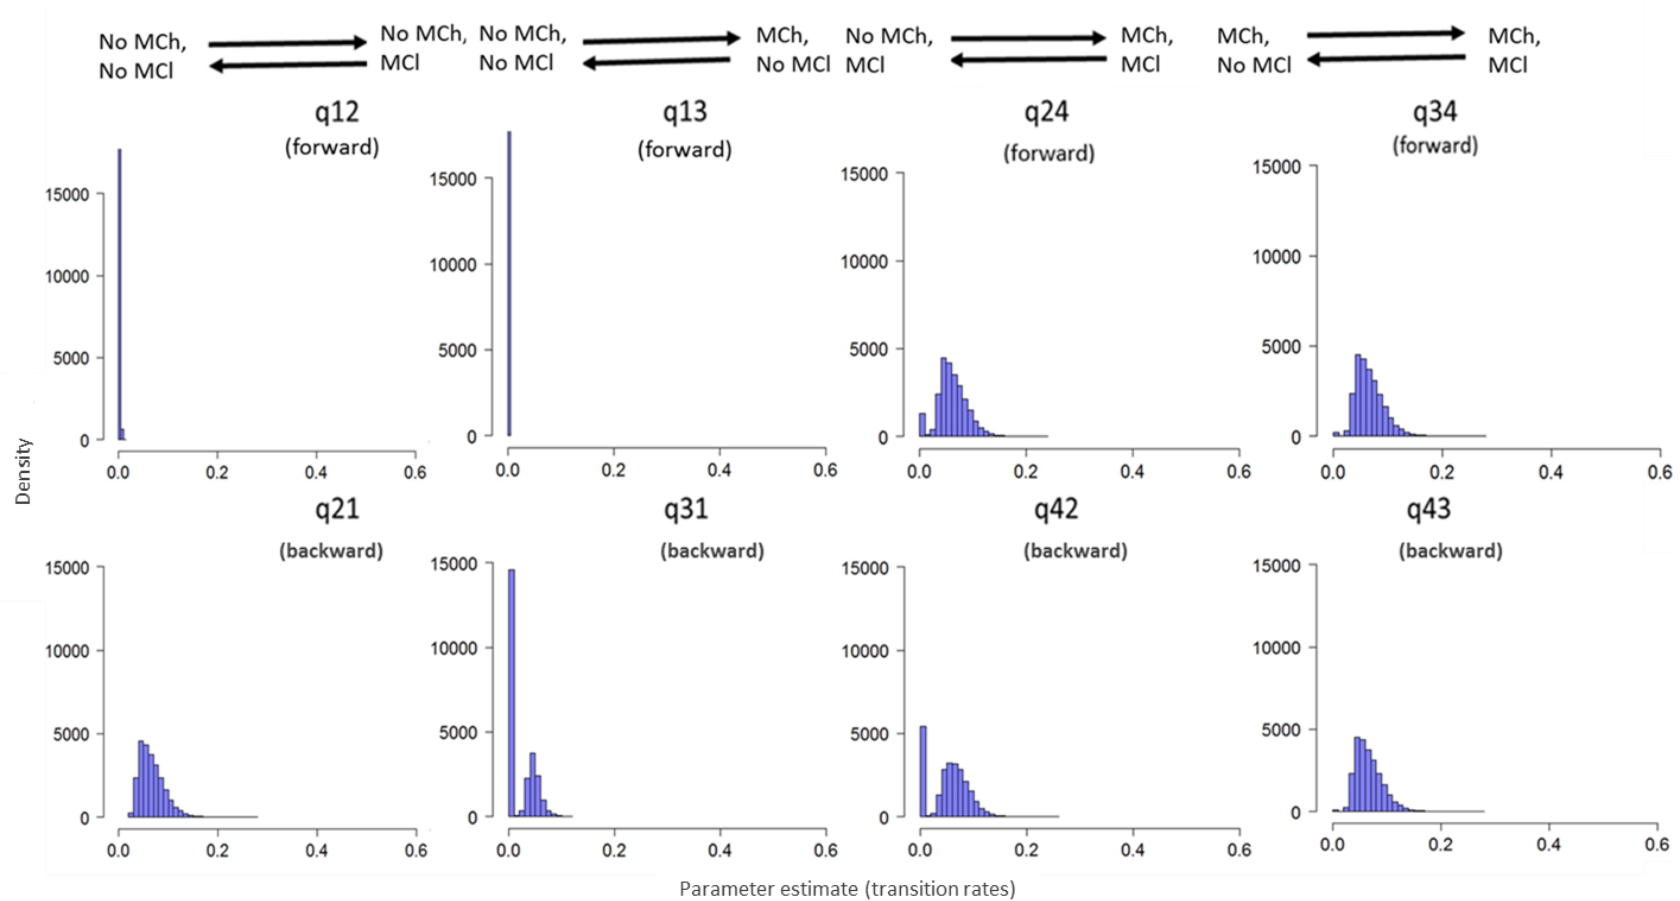 No MCh, No MCh, No MCh, MCh, No MCh, MCh, MCh, MCh,
No MCl MCl No MCl No MCl MCl MCl No MCl MCl
q12 q13 q24 q34
(forward) (forward) (forward) (forward)
15000 15000 15000 15000
10000 10000 10000 10000
5000 5000 5000 5000
0 0 0 0
0.0 0.2 0.4 0.6 0.0 0.2 0.4 0.6 0.0 0.2 0.4 0.6 0.0 0.2 0.4 0.6
Density
q21 q31 q42 q43
(backward) (backward) (backward) (backward)
15000 15000 15000 15000
10000 10000 10000 10000
5000 5000 5000 5000
0 0 0 0
0.0 0.2 0.4 0.6 0.0 0.2 0.4 0.6 0.0 0.2 0.4 0.6 0.0 0.2 0.4 0.6
Parameter estimate (transition rates)